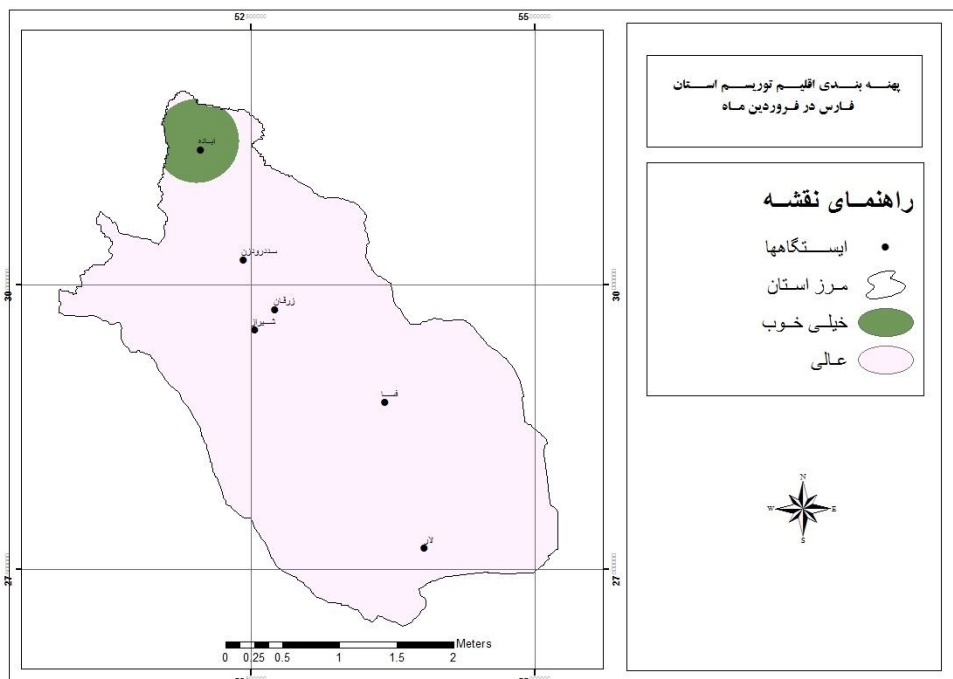 52 55
پهنه بندی اقلیم توریسم استان
فارس در فروردین ماه
راهنمای نقشه
ایستگاهها
مرز استان
خیلی خوب
عالی
اباده
سددرودزن
30 30
زرقان
شیراز
فسا
لار
27 27
N
W E
S
Meters
0 0.25 0.5 1 1.5 2